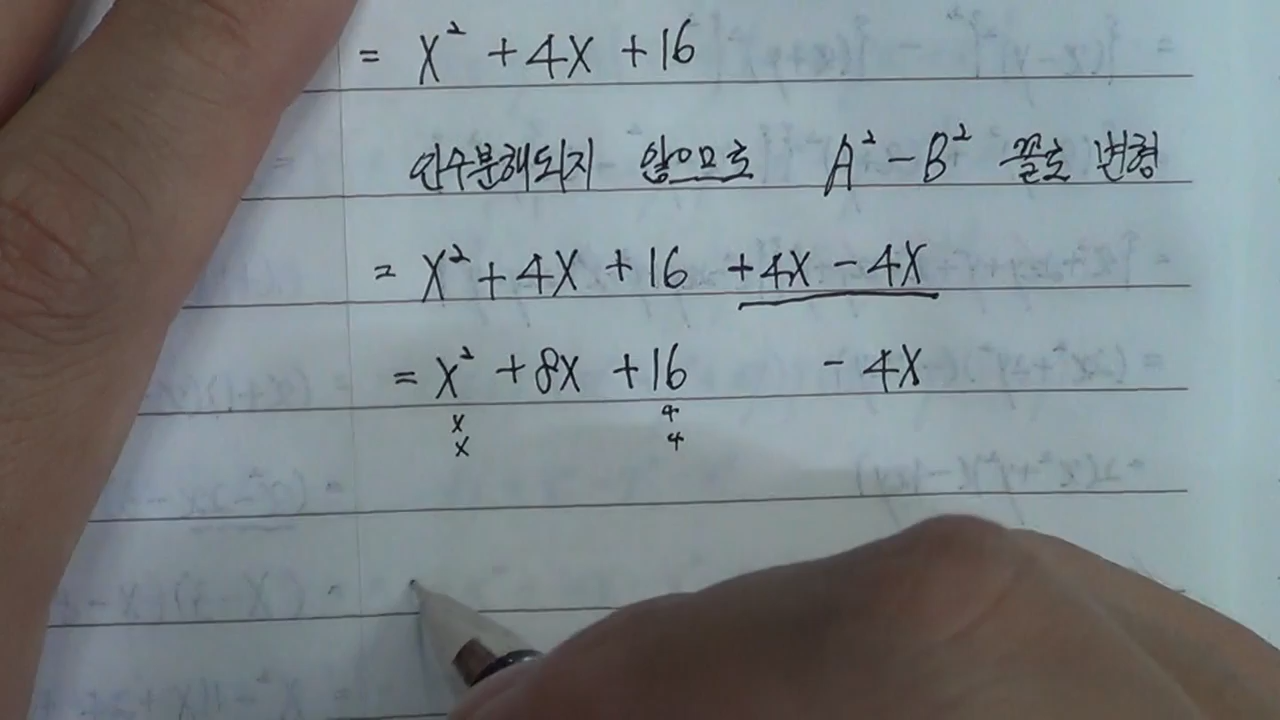 = x² + 4x + 16
인수분해되지 않으므로 A² - B² 꼴로 변형
= x² + 4x + 16 + 4x - 4x
= x² + 8x + 16 - 4x
x 4
x 4